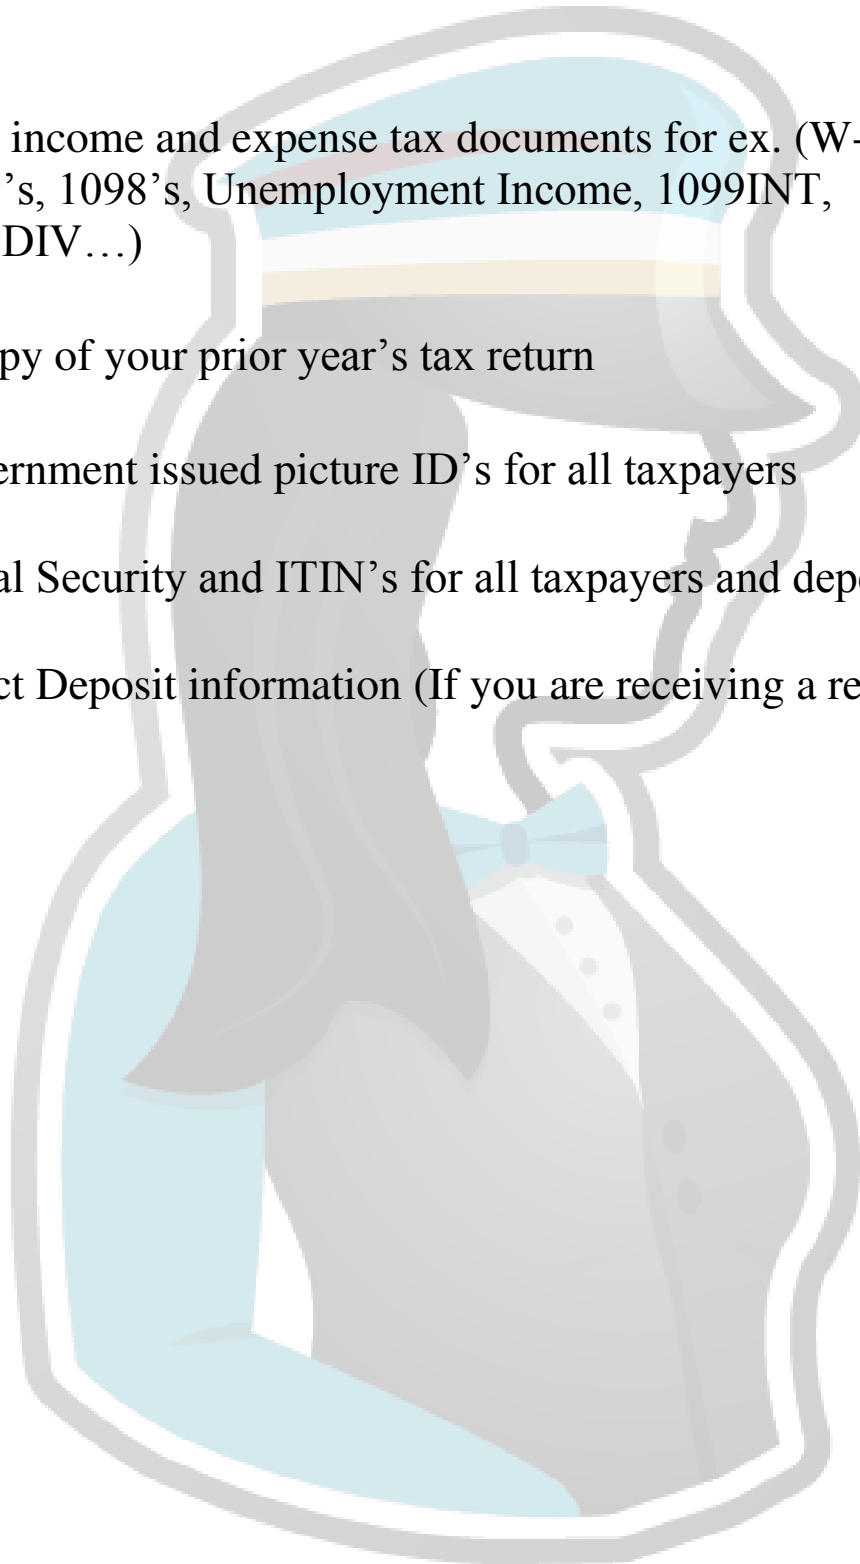 income and expense tax documents for ex. (W-
’s, 1098’s, Unemployment Income, 1099INT,
DIV…)
py of your prior year’s tax return
ernment issued picture ID’s for all taxpayers
al Security and ITIN’s for all taxpayers and depe
ct Deposit information (If you are receiving a re